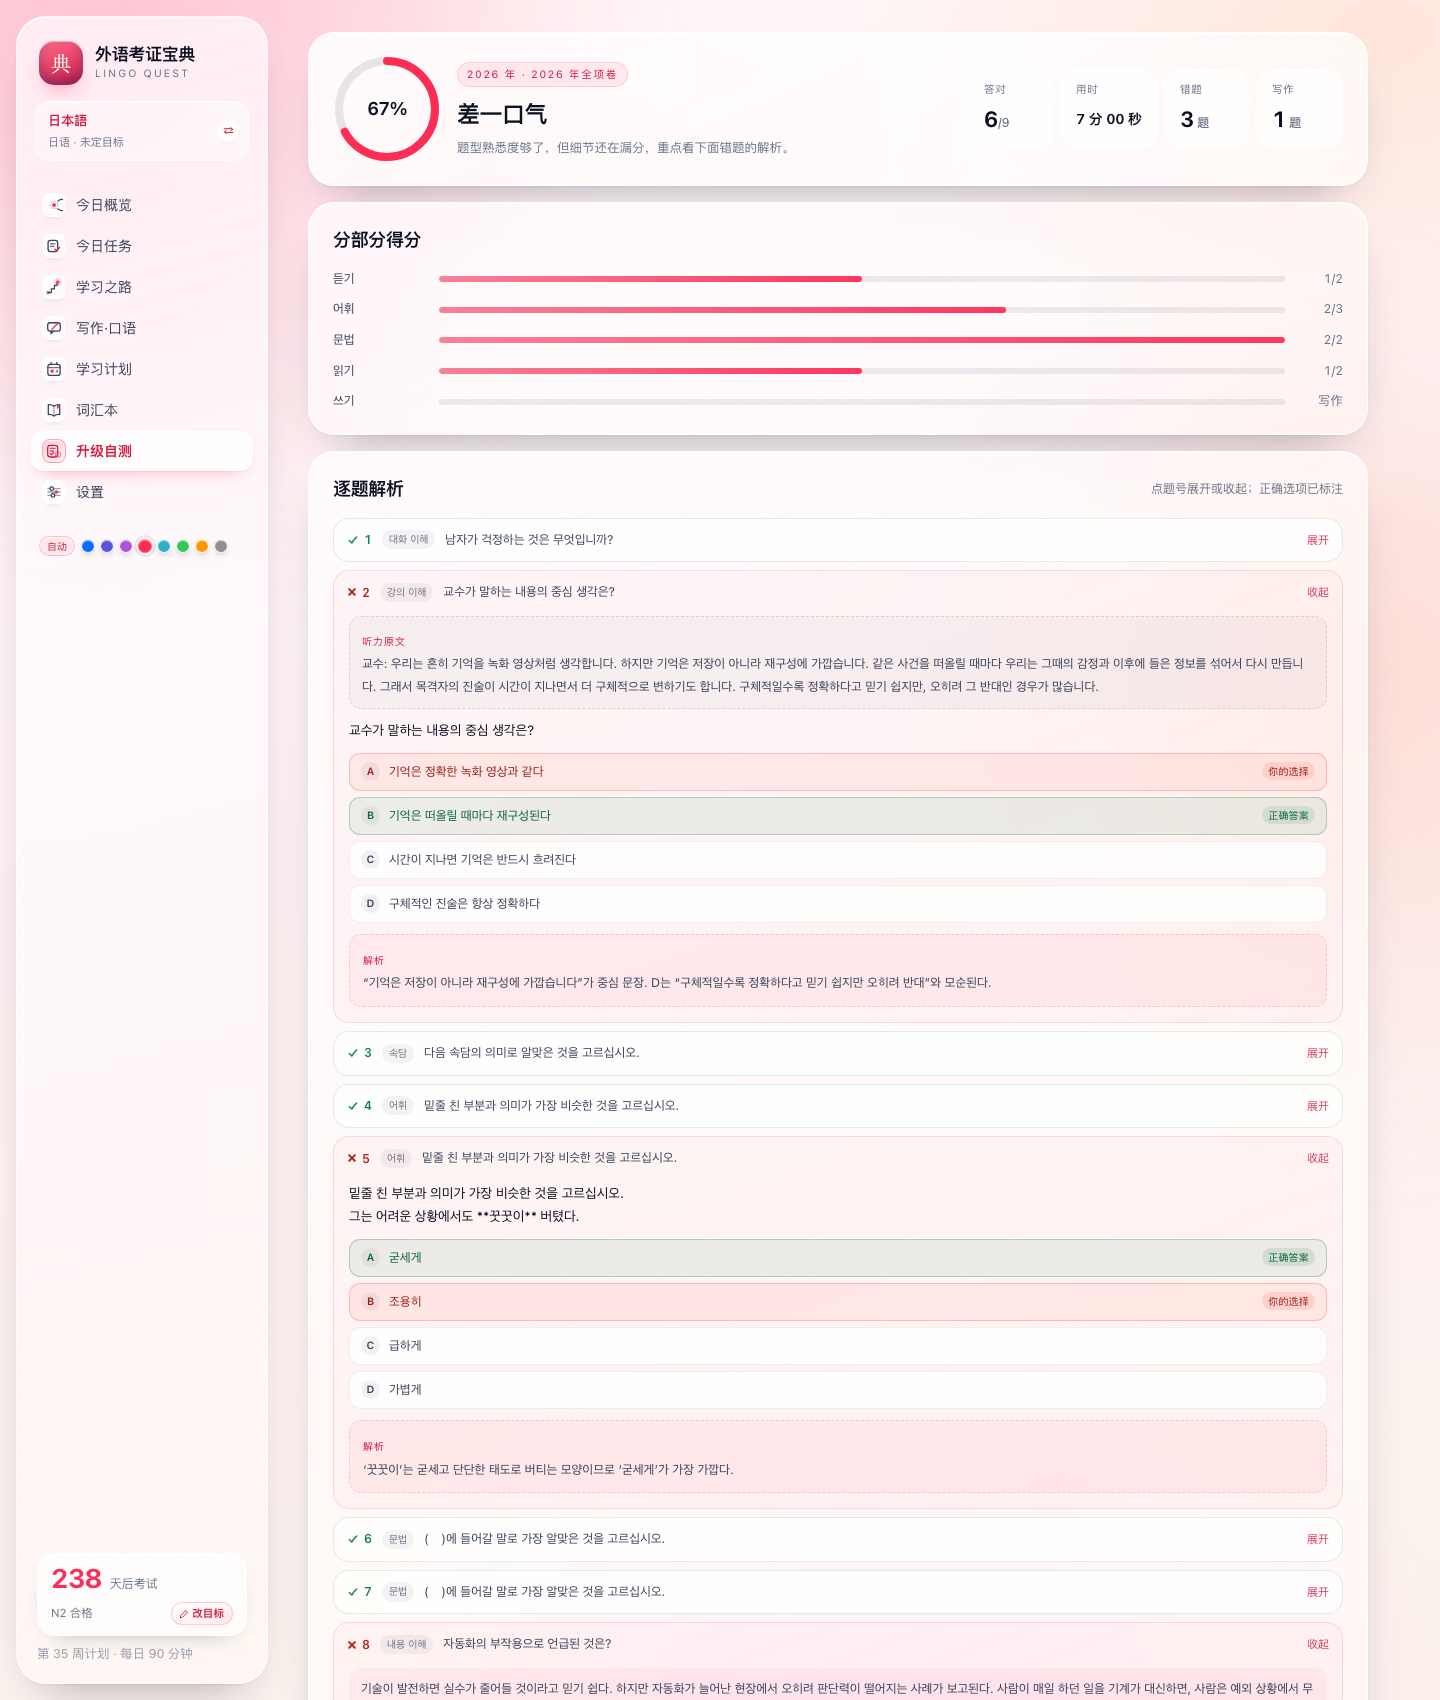 典
外语考证宝典
LINGO QUEST
日本語
日语 · 未定目标
今日概览
今日任务
学习之路
写作·口语
学习计划
词汇本
升级自测
设置
自动
238 天后考试
N2 合格
改目标
第 35 周计划 · 每日 90 分钟
67%
2026 年 · 2026 年全项卷
差一口气
题型熟悉度够了，但细节还在漏分，重点看下面错题的解析。
答对
6/9
用时
7 分 00 秒
错题
3 题
写作
1 题
分部分得分
듣기 1/2
어휘 2/3
문법 2/2
읽기 1/2
쓰기 写作
逐题解析
点题号展开或收起；正确选项已标注
1 대화 이해 남자가 걱정하는 것은 무엇입니까? 展开
2 강의 이해 교수가 말하는 내용의 중심 생각은? 收起
听力原文
교수: 우리는 흔히 기억을 녹화 영상처럼 생각합니다. 하지만 기억은 저장이 아니라 재구성에 가깝습니다. 같은 사건을 떠올릴 때마다 우리는 그때의 감정과 이후에 들은 정보를 섞어서 다시 만듭니
다. 그래서 목격자의 진술이 시간이 지나면서 더 구체적으로 변하기도 합니다. 구체적일수록 정확하다고 믿기 쉽지만, 오히려 그 반대인 경우가 많습니다.
교수가 말하는 내용의 중심 생각은?
A 기억은 정확한 녹화 영상과 같다 你的选择
B 기억은 떠올릴 때마다 재구성된다 正确答案
C 시간이 지나면 기억은 반드시 흐려진다
D 구체적인 진술은 항상 정확하다
解析
“기억은 저장이 아니라 재구성에 가깝습니다”가 중심 문장. D는 “구체적일수록 정확하다고 믿기 쉽지만 오히려 반대”와 모순된다.
3 속담 다음 속담의 의미로 알맞은 것을 고르십시오. 展开
4 어휘 밑줄 친 부분과 의미가 가장 비슷한 것을 고르십시오. 展开
5 어휘 밑줄 친 부분과 의미가 가장 비슷한 것을 고르십시오. 收起
밑줄 친 부분과 의미가 가장 비슷한 것을 고르십시오.
그는 어려운 상황에서도 **꿋꿋이** 버텼다.
A 굳세게 正确答案
B 조용히 你的选择
C 급하게
D 가볍게
解析
‘꿋꿋이’는 굳세고 단단한 태도로 버티는 모양이므로 ‘굳세게’가 가장 가깝다.
6 문법 ( )에 들어갈 말로 가장 알맞은 것을 고르십시오. 展开
7 문법 ( )에 들어갈 말로 가장 알맞은 것을 고르십시오. 展开
8 내용 이해 자동화의 부작용으로 언급된 것은? 收起
기술이 발전하면 실수가 줄어들 것이라고 믿기 쉽다. 하지만 자동화가 늘어난 현장에서 오히려 판단력이 떨어지는 사례가 보고된다. 사람이 매일 하던 일을 기계가 대신하면, 사람은 예외 상황에서 무